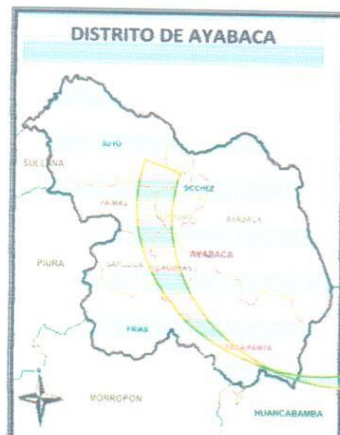 DISTRITO DE AYABACA
SUYO
SULLANA
SICCHEZ
PAIMAS
AYABACA
AYABACA
PIURA
LAGUNAS
FRIAS
MORROPON
HUANCABAMBA